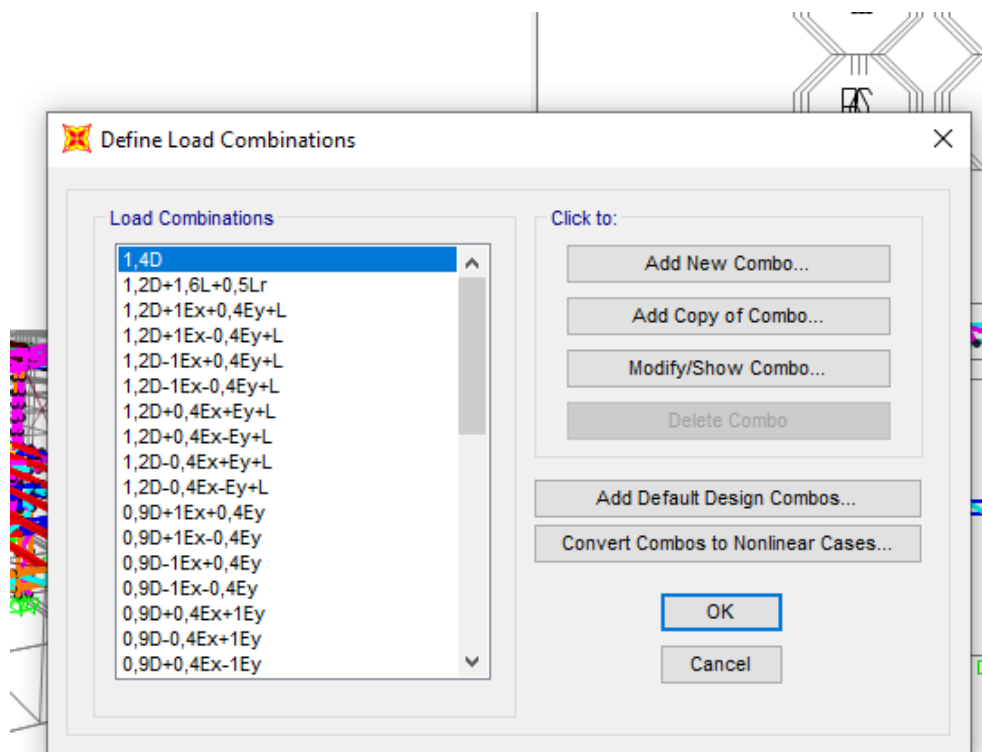 Define Load Combinations
Load Combinations
1,4D
1,2D+1,6L+0,5Lr
1,2D+1Ex+0,4Ey+L
1,2D+1Ex-0,4Ey+L
1,2D-1Ex+0,4Ey+L
1,2D-1Ex-0,4Ey+L
1,2D+0,4Ex+Ey+L
1,2D+0,4Ex-Ey+L
1,2D-0,4Ex+Ey+L
1,2D-0,4Ex-Ey+L
0,9D+1Ex+0,4Ey
0,9D+1Ex-0,4Ey
0,9D-1Ex+0,4Ey
0,9D-1Ex-0,4Ey
0,9D+0,4Ex+1Ey
0,9D-0,4Ex+1Ey
0,9D+0,4Ex-1Ey
Click to:
Add New Combo...
Add Copy of Combo...
Modify/Show Combo...
Delete Combo
Add Default Design Combos...
Convert Combos to Nonlinear Cases...
OK
Cancel